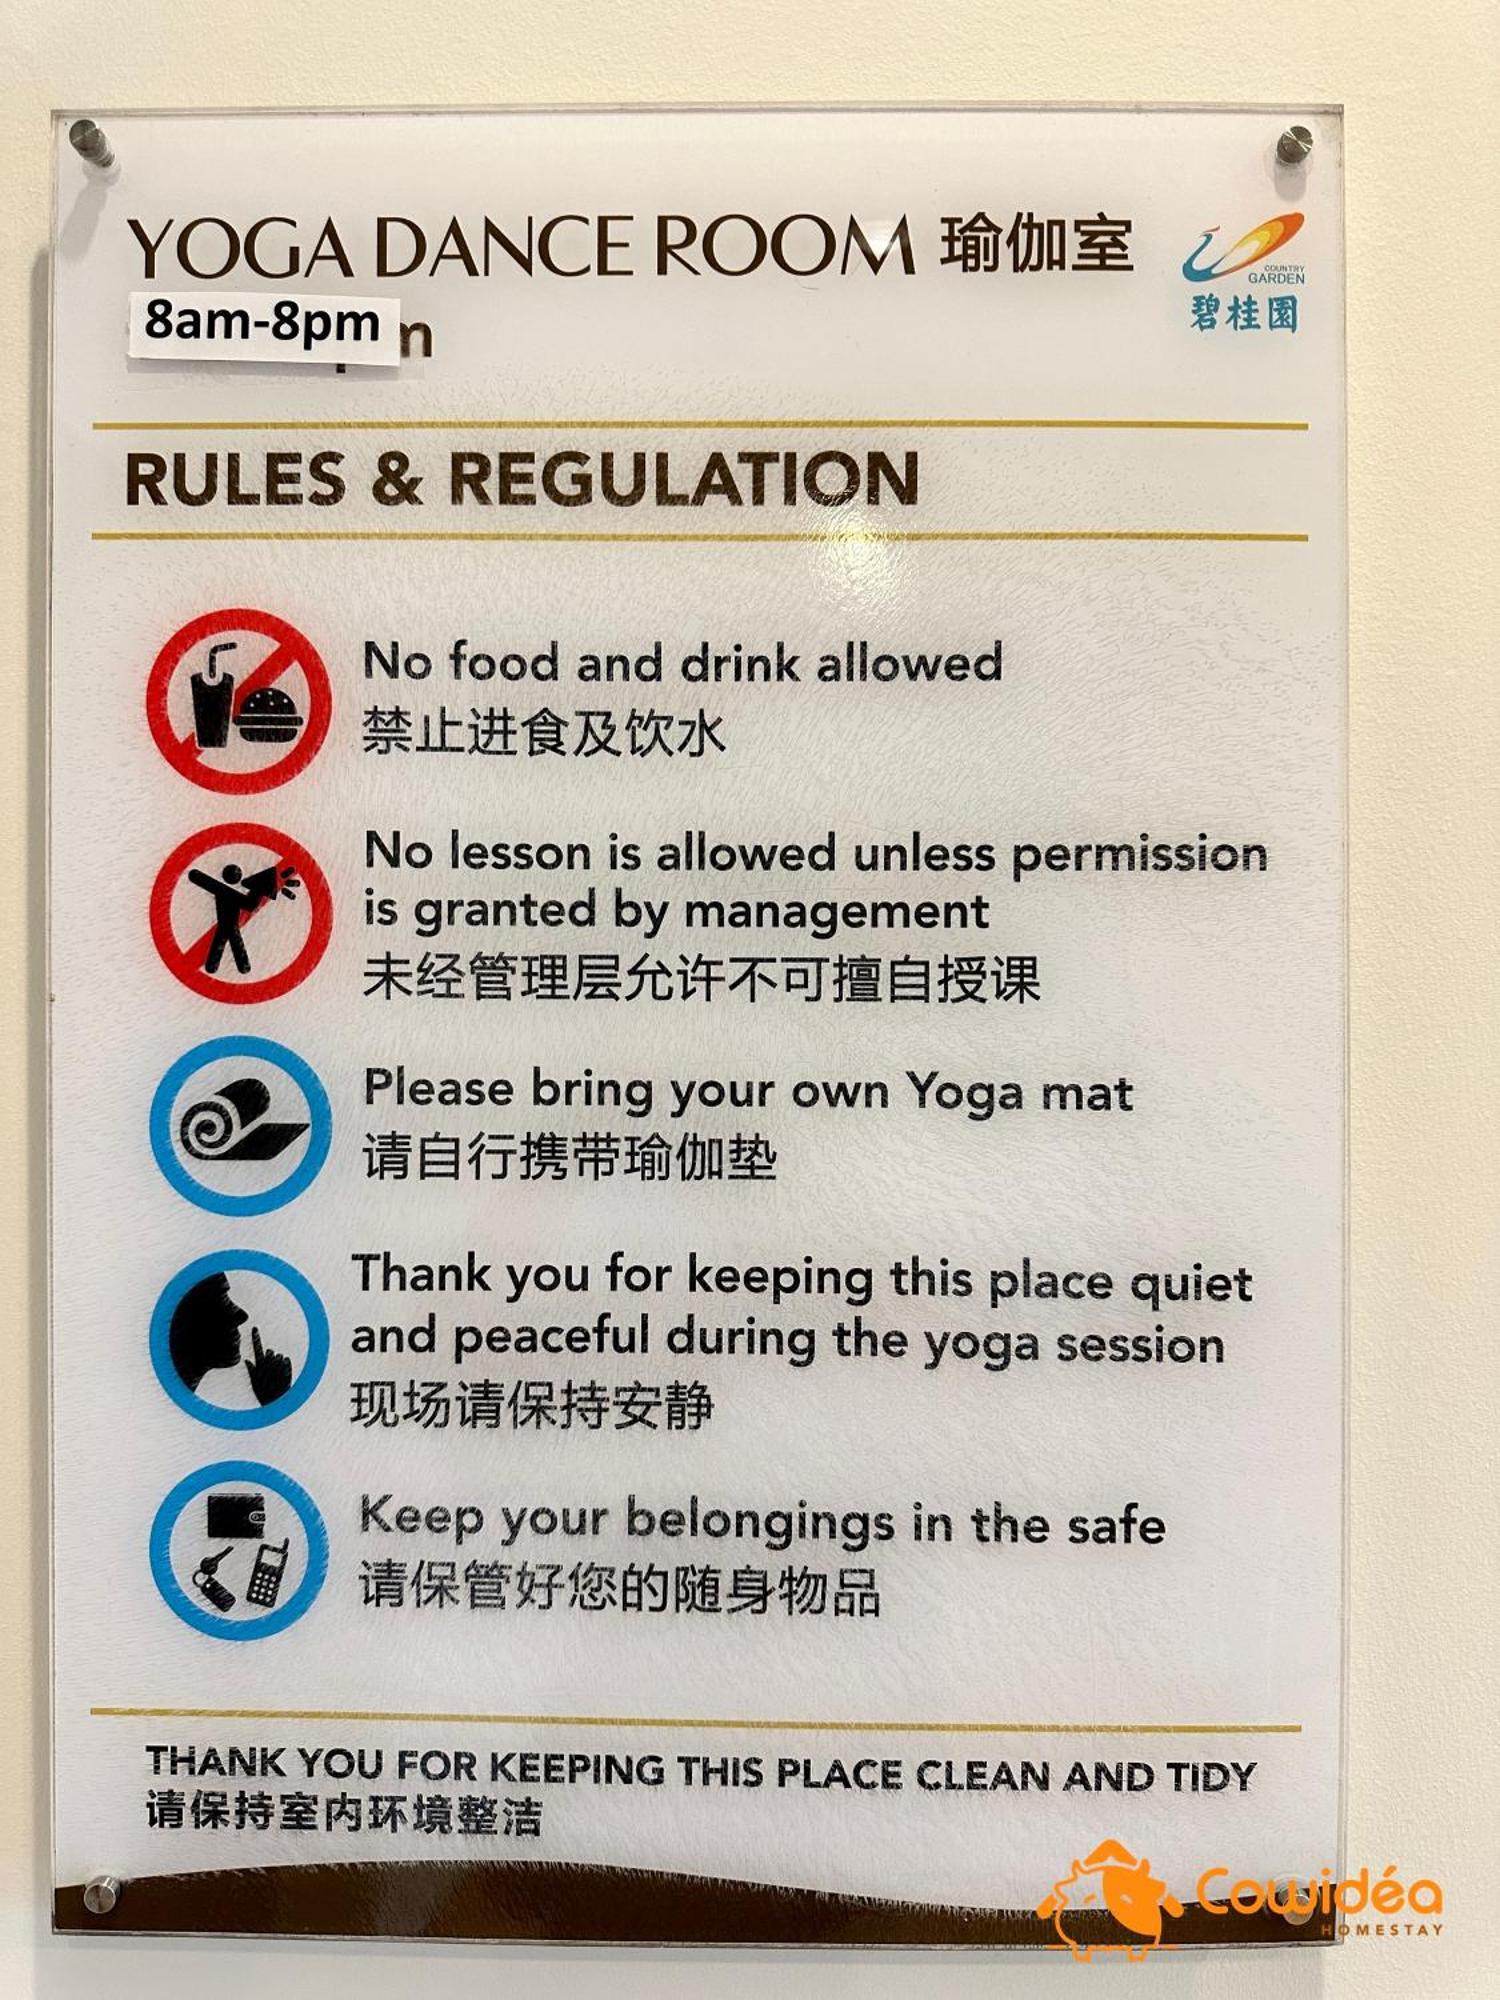 YOGA DANCE ROOM 瑜伽室
COUNTRY
GARDEN
碧桂園
8am-8pm
RULES & REGULATION
No food and drink allowed
禁止进食及饮水
No lesson is allowed unless permission
is granted by management
未经管理层允许不可擅自授课
Please bring your own Yoga mat
请自行携带瑜伽垫
Thank you for keeping this place quiet
and peaceful during the yoga session
现场请保持安静
Keep your belongings in the safe
请保管好您的随身物品
THANK YOU FOR KEEPING THIS PLACE CLEAN AND TIDY
请保持室内环境整洁
Cowidéa
HOMESTAY